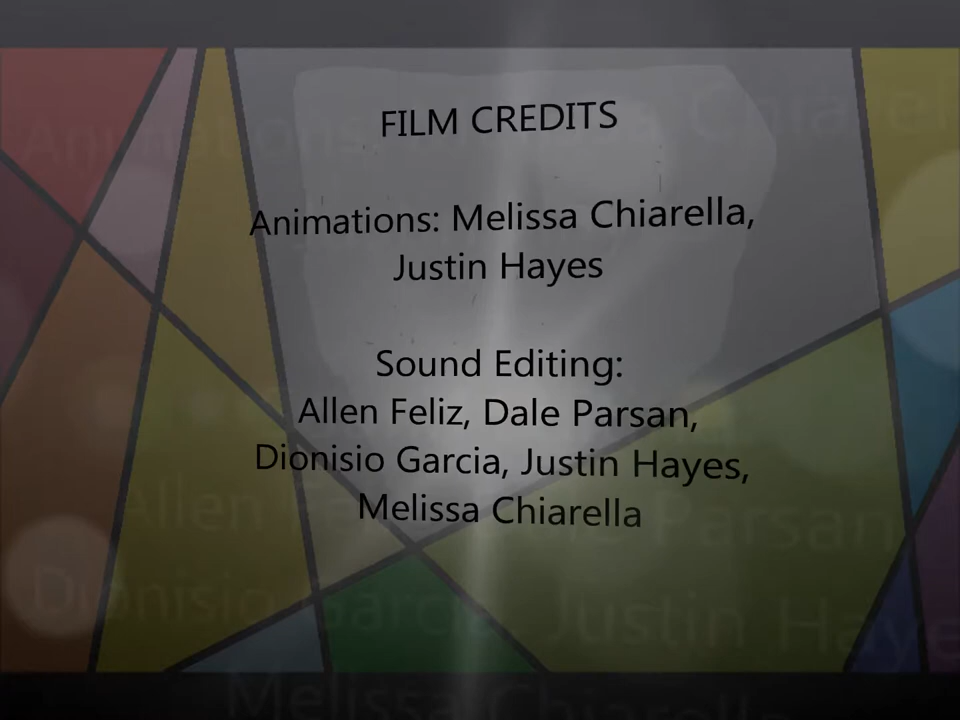 FILM CREDITS
Animations: Melissa Chiarella,
Justin Hayes
Sound Editing:
Allen Feliz, Dale Parsan,
Dionisio Garcia, Justin Hayes,
Melissa Chiarella